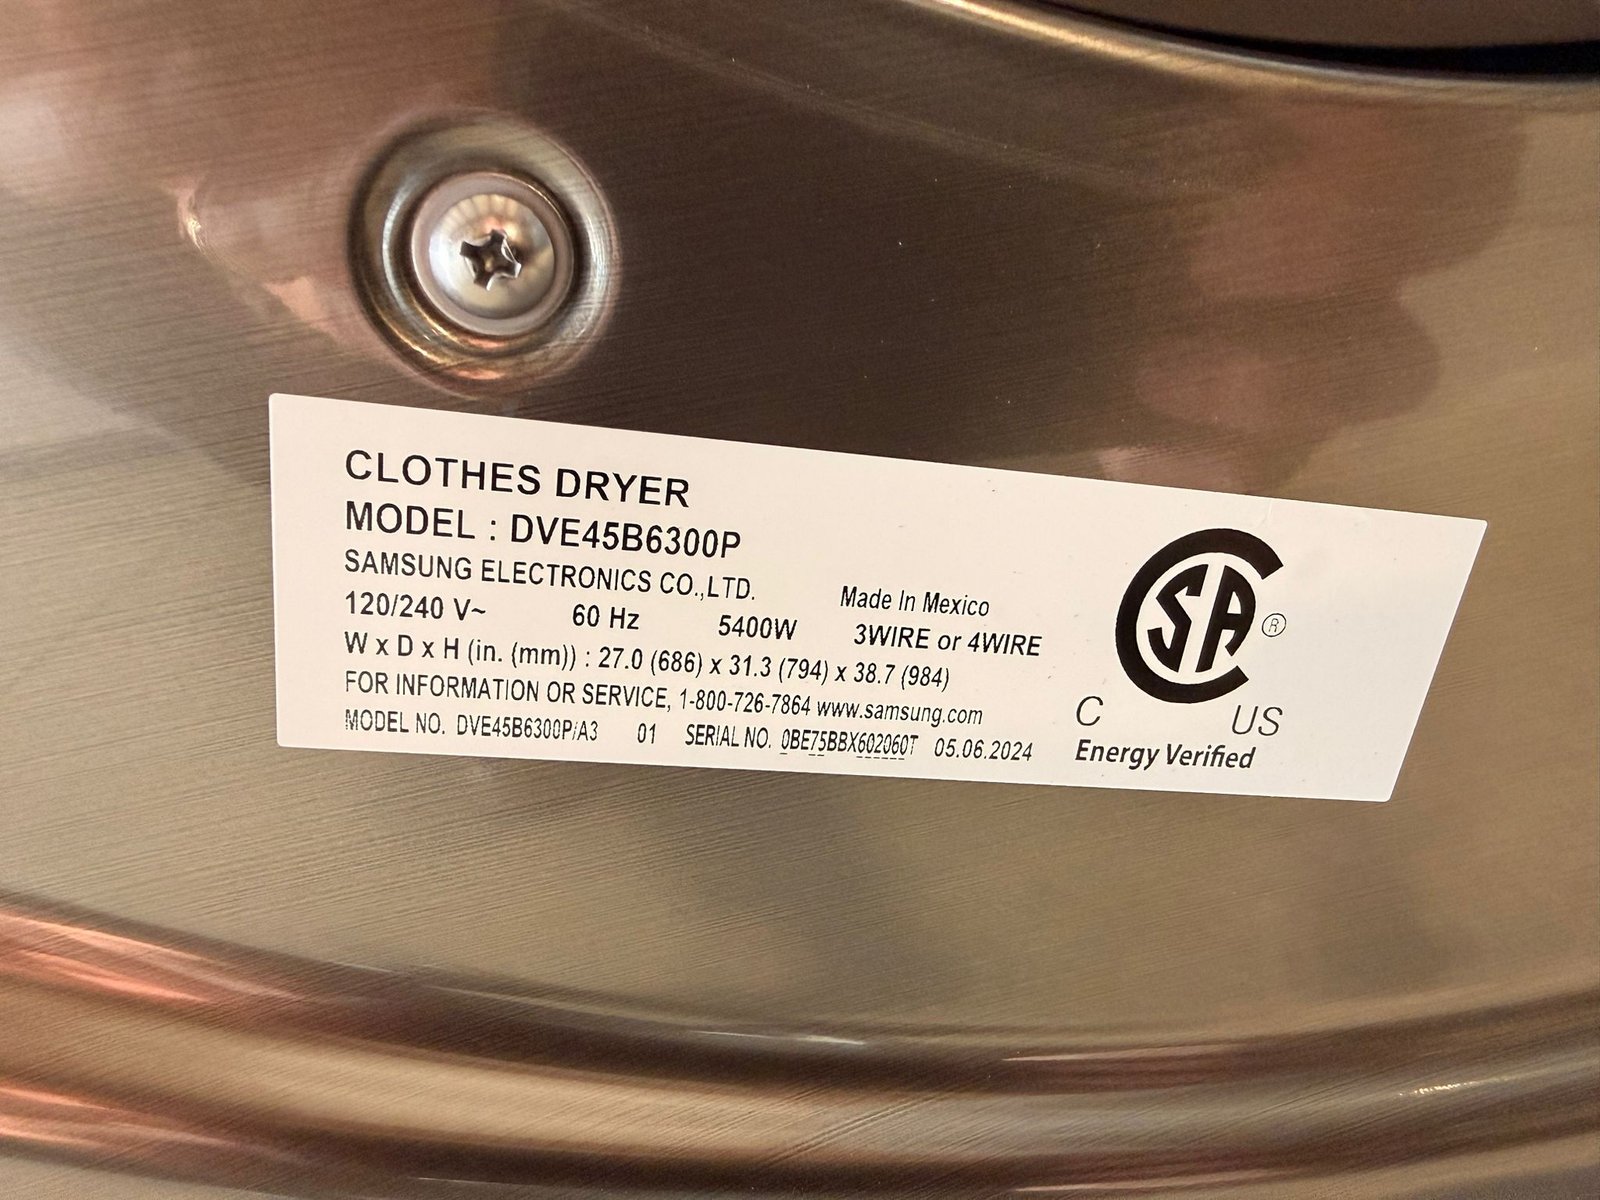 CLOTHES DRYER
MODEL : DVE45B6300P
SAMSUNG ELECTRONICS CO.,LTD. Made In Mexico
120/240 V~ 60 Hz 5400W 3WIRE or 4WIRE
W x D x H (in. (mm)) : 27.0 (686) x 31.3 (794) x 38.7 (984)
FOR INFORMATION OR SERVICE, 1-800-726-7864 www.samsung.com
MODEL NO. DVE45B6300P/A3 01 SERIAL NO. 0BE75BBX602060T 05.06.2024
CSA ®
C US
Energy Verified